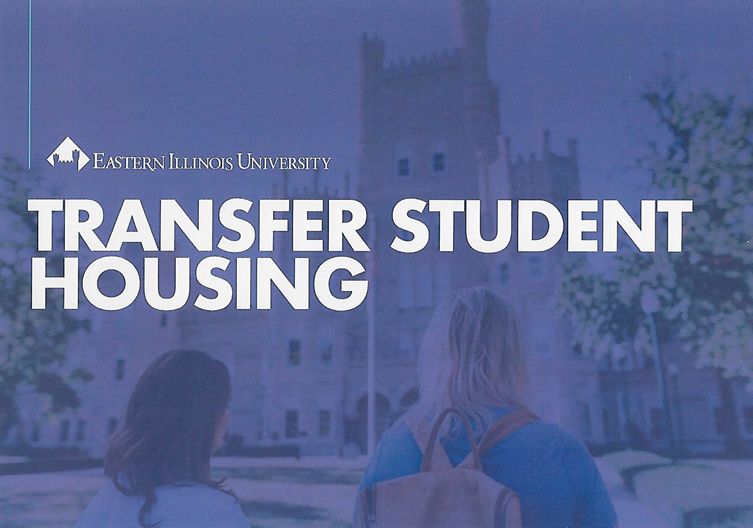 EASTERN ILLINOIS UNIVERSITY
TRANSFER STUDENT
HOUSING